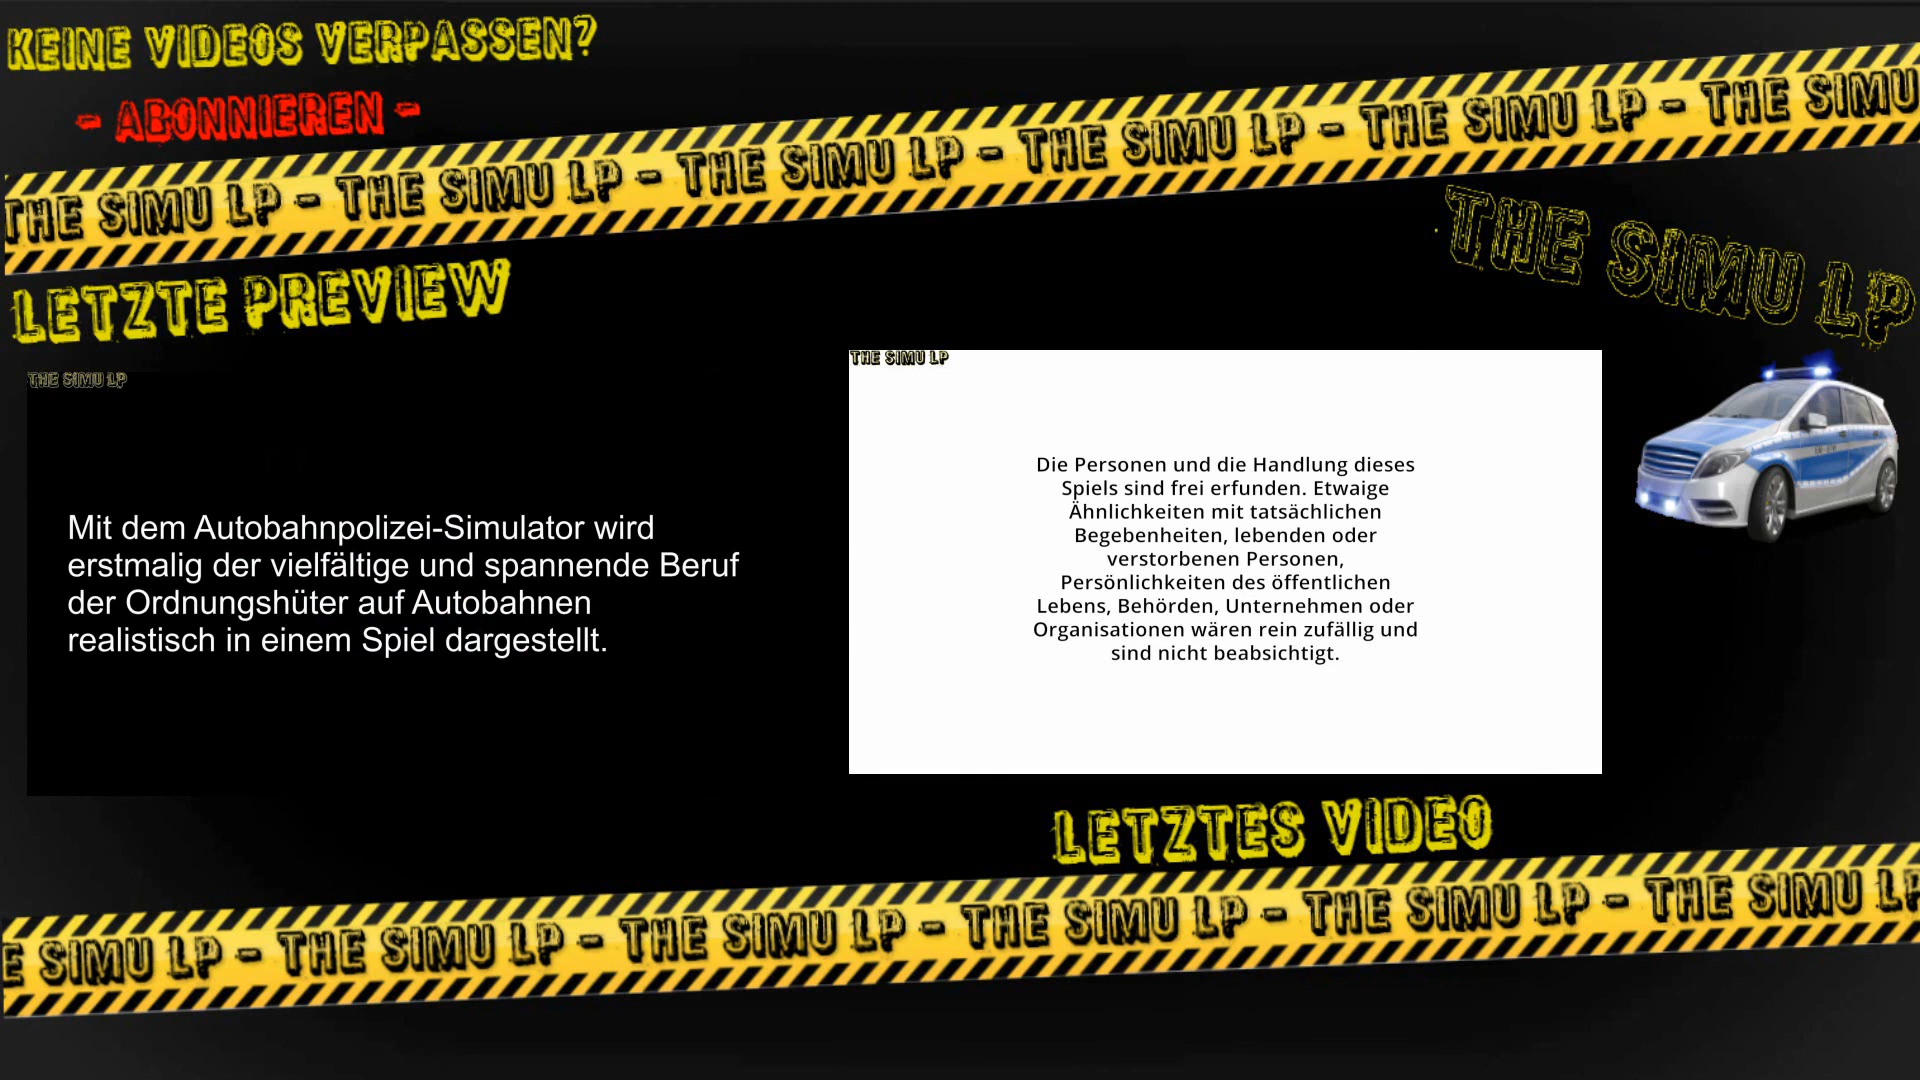 KEINE VIDEOS VERPASSEN?
- ABONNIEREN -
THE SIMU LP - THE SIMU LP - THE SIMU LP - THE SIMU LP - THE SIMU LP - THE SIMU
THE SIMU LP
LETZTE PREVIEW
THE SIMU LP
Mit dem Autobahnpolizei-Simulator wird
erstmalig der vielfältige und spannende Beruf
der Ordnungshüter auf Autobahnen
realistisch in einem Spiel dargestellt.
THE SIMU LP
Die Personen und die Handlung dieses
Spiels sind frei erfunden. Etwaige
Ähnlichkeiten mit tatsächlichen
Begebenheiten, lebenden oder
verstorbenen Personen,
Persönlichkeiten des öffentlichen
Lebens, Behörden, Unternehmen oder
Organisationen wären rein zufällig und
sind nicht beabsichtigt.
LETZTES VIDEO
E SIMU LP - THE SIMU LP - THE SIMU LP - THE SIMU LP - THE SIMU LP - THE SIMU LP